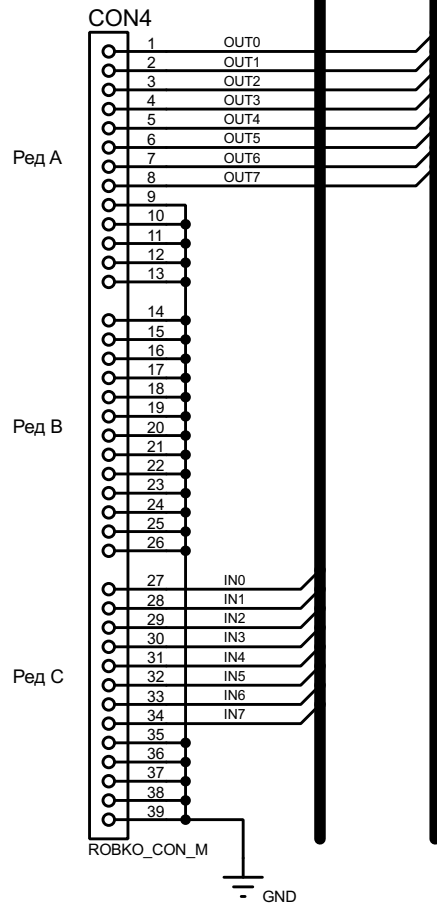 CON4
1 OUT0
2 OUT1
3 OUT2
4 OUT3
5 OUT4
6 OUT5
Ред А
7 OUT6
8 OUT7
9
10
11
12
13
14
15
16
17
18
19
Ред В
20
21
22
23
24
25
26
27 IN0
28 IN1
29 IN2
30 IN3
31 IN4
Ред С
32 IN5
33 IN6
34 IN7
35
36
37
38
39
ROBKO_CON_M
GND